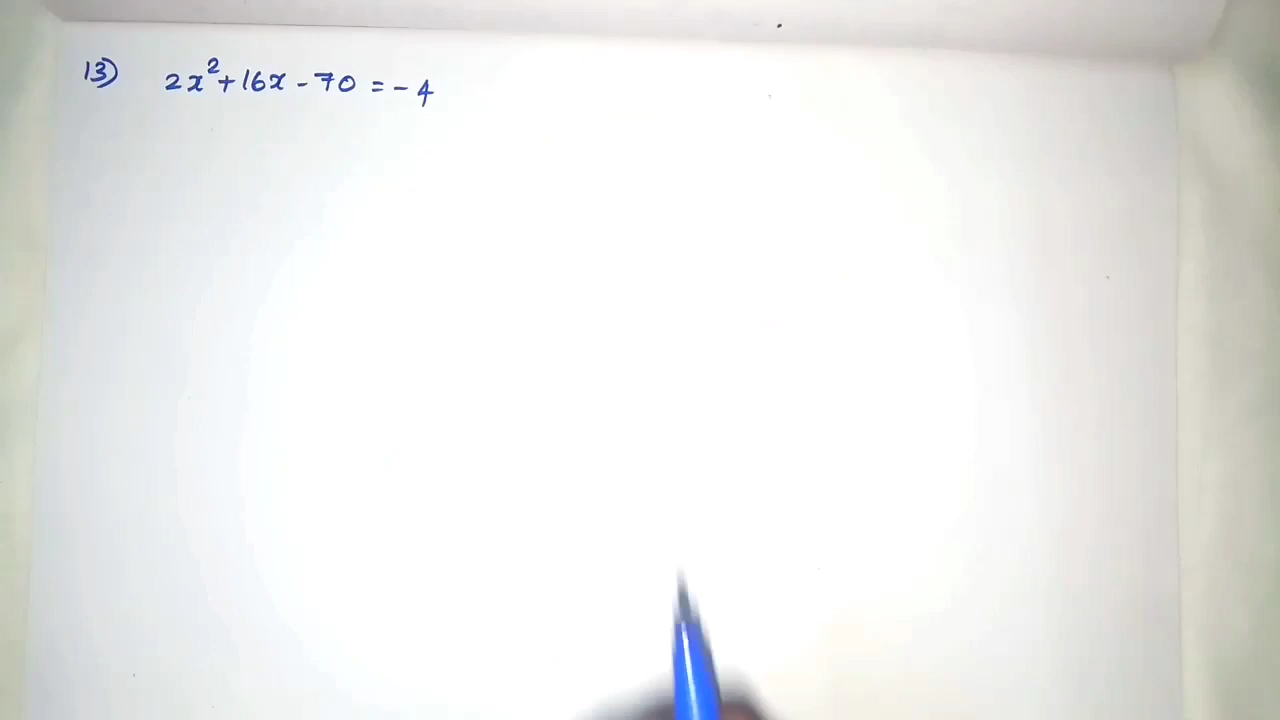 13) 2x²+16x-70 = -4